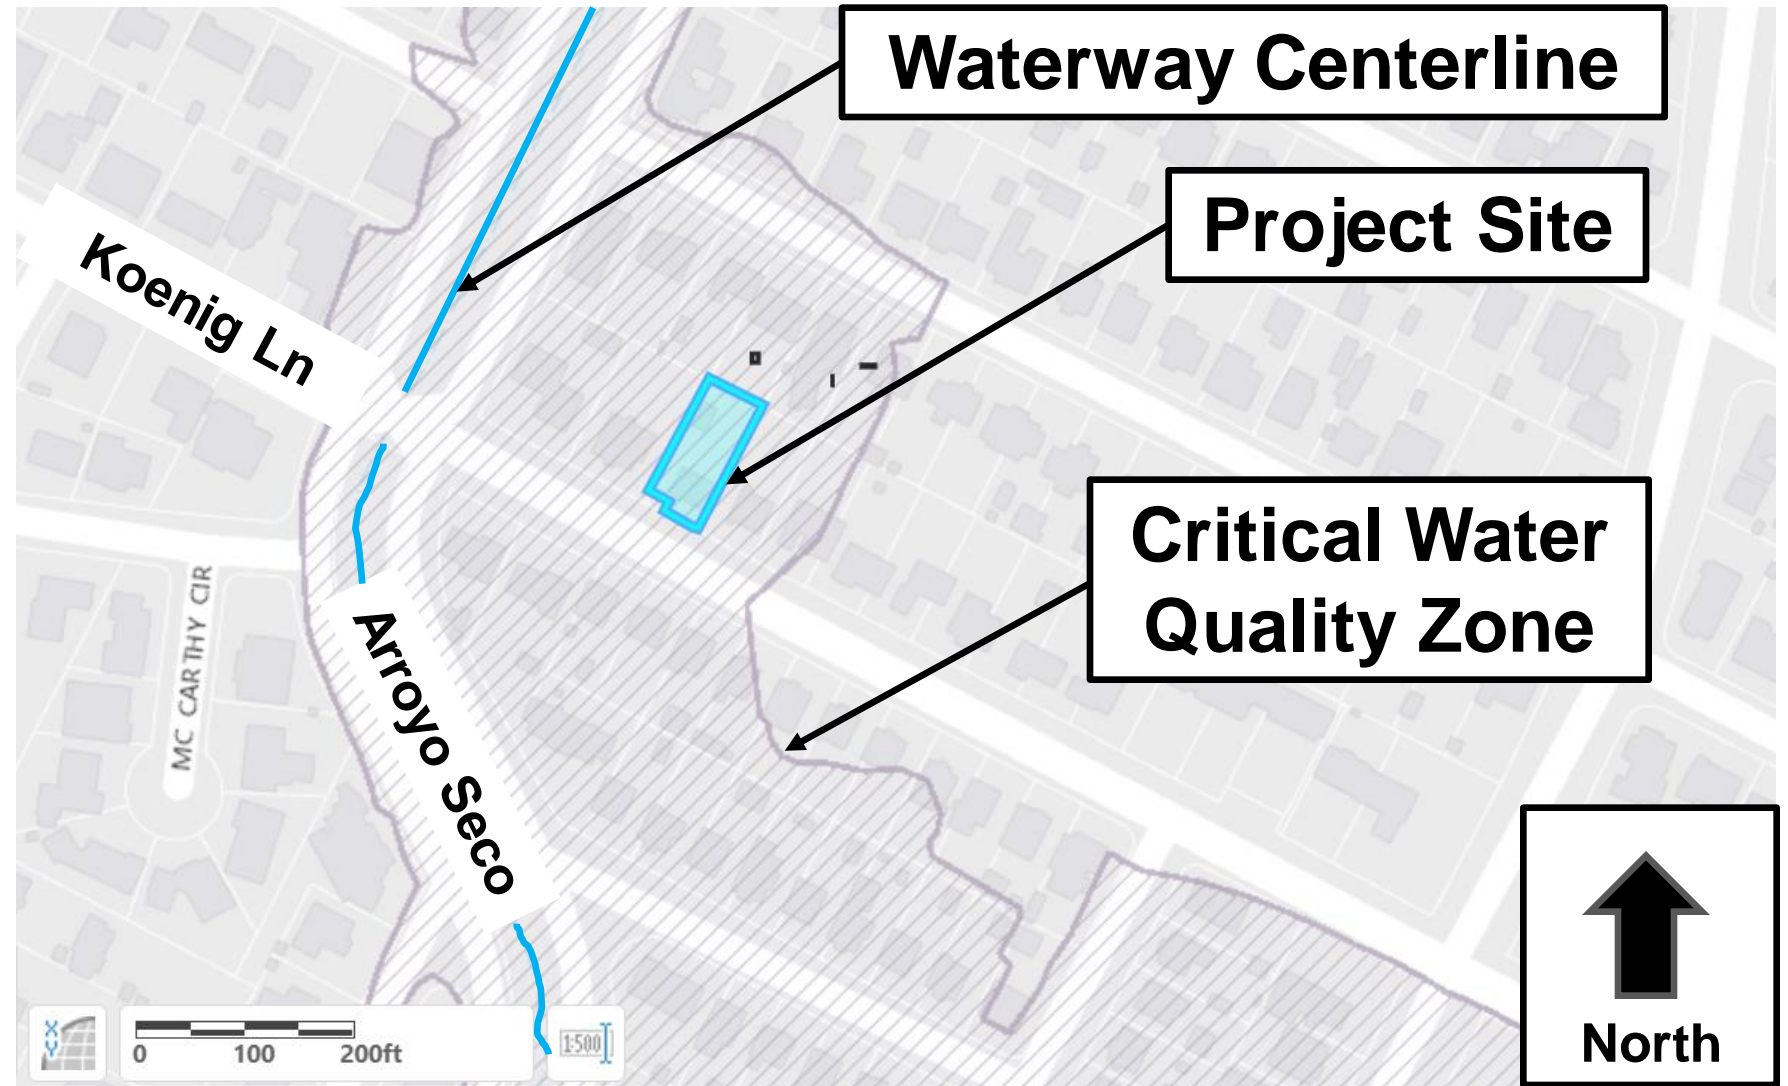 Waterway Centerline
Project Site
Koenig Ln
Critical Water
Quality Zone
MC CARTHY CIR
Arroyo Seco
0 100 200ft
1:500
X
Y
North